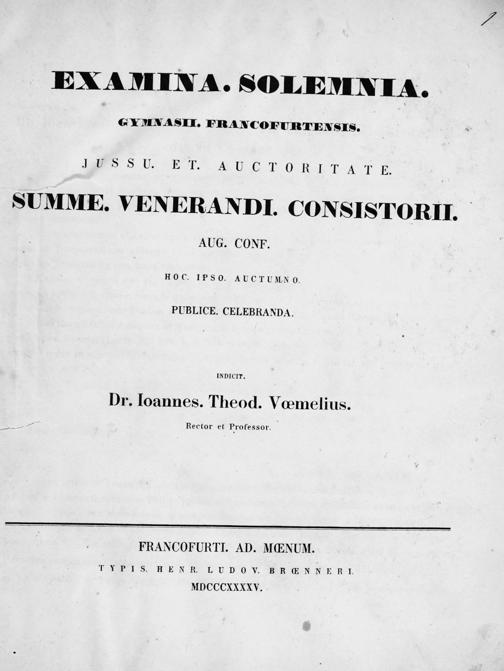 1
EXAMINA. SOLEMNIA.
GYMNASII. FRANCOFURTENSIS.
JUSSU. ET. AUCTORITATE.
SUMME. VENERANDI. CONSISTORII.
AUG. CONF.
HOC. IPSO. AUCTUMNO.
PUBLICE. CELEBRANDA.
INDICIT.
Dr. Ioannes. Theod. Vœmelius.
Rector et Professor.
FRANCOFURTI. AD. MŒNUM.
TYPIS. HENR. LUDOV. BRŒNNERI.
MDCCCXXXXV.